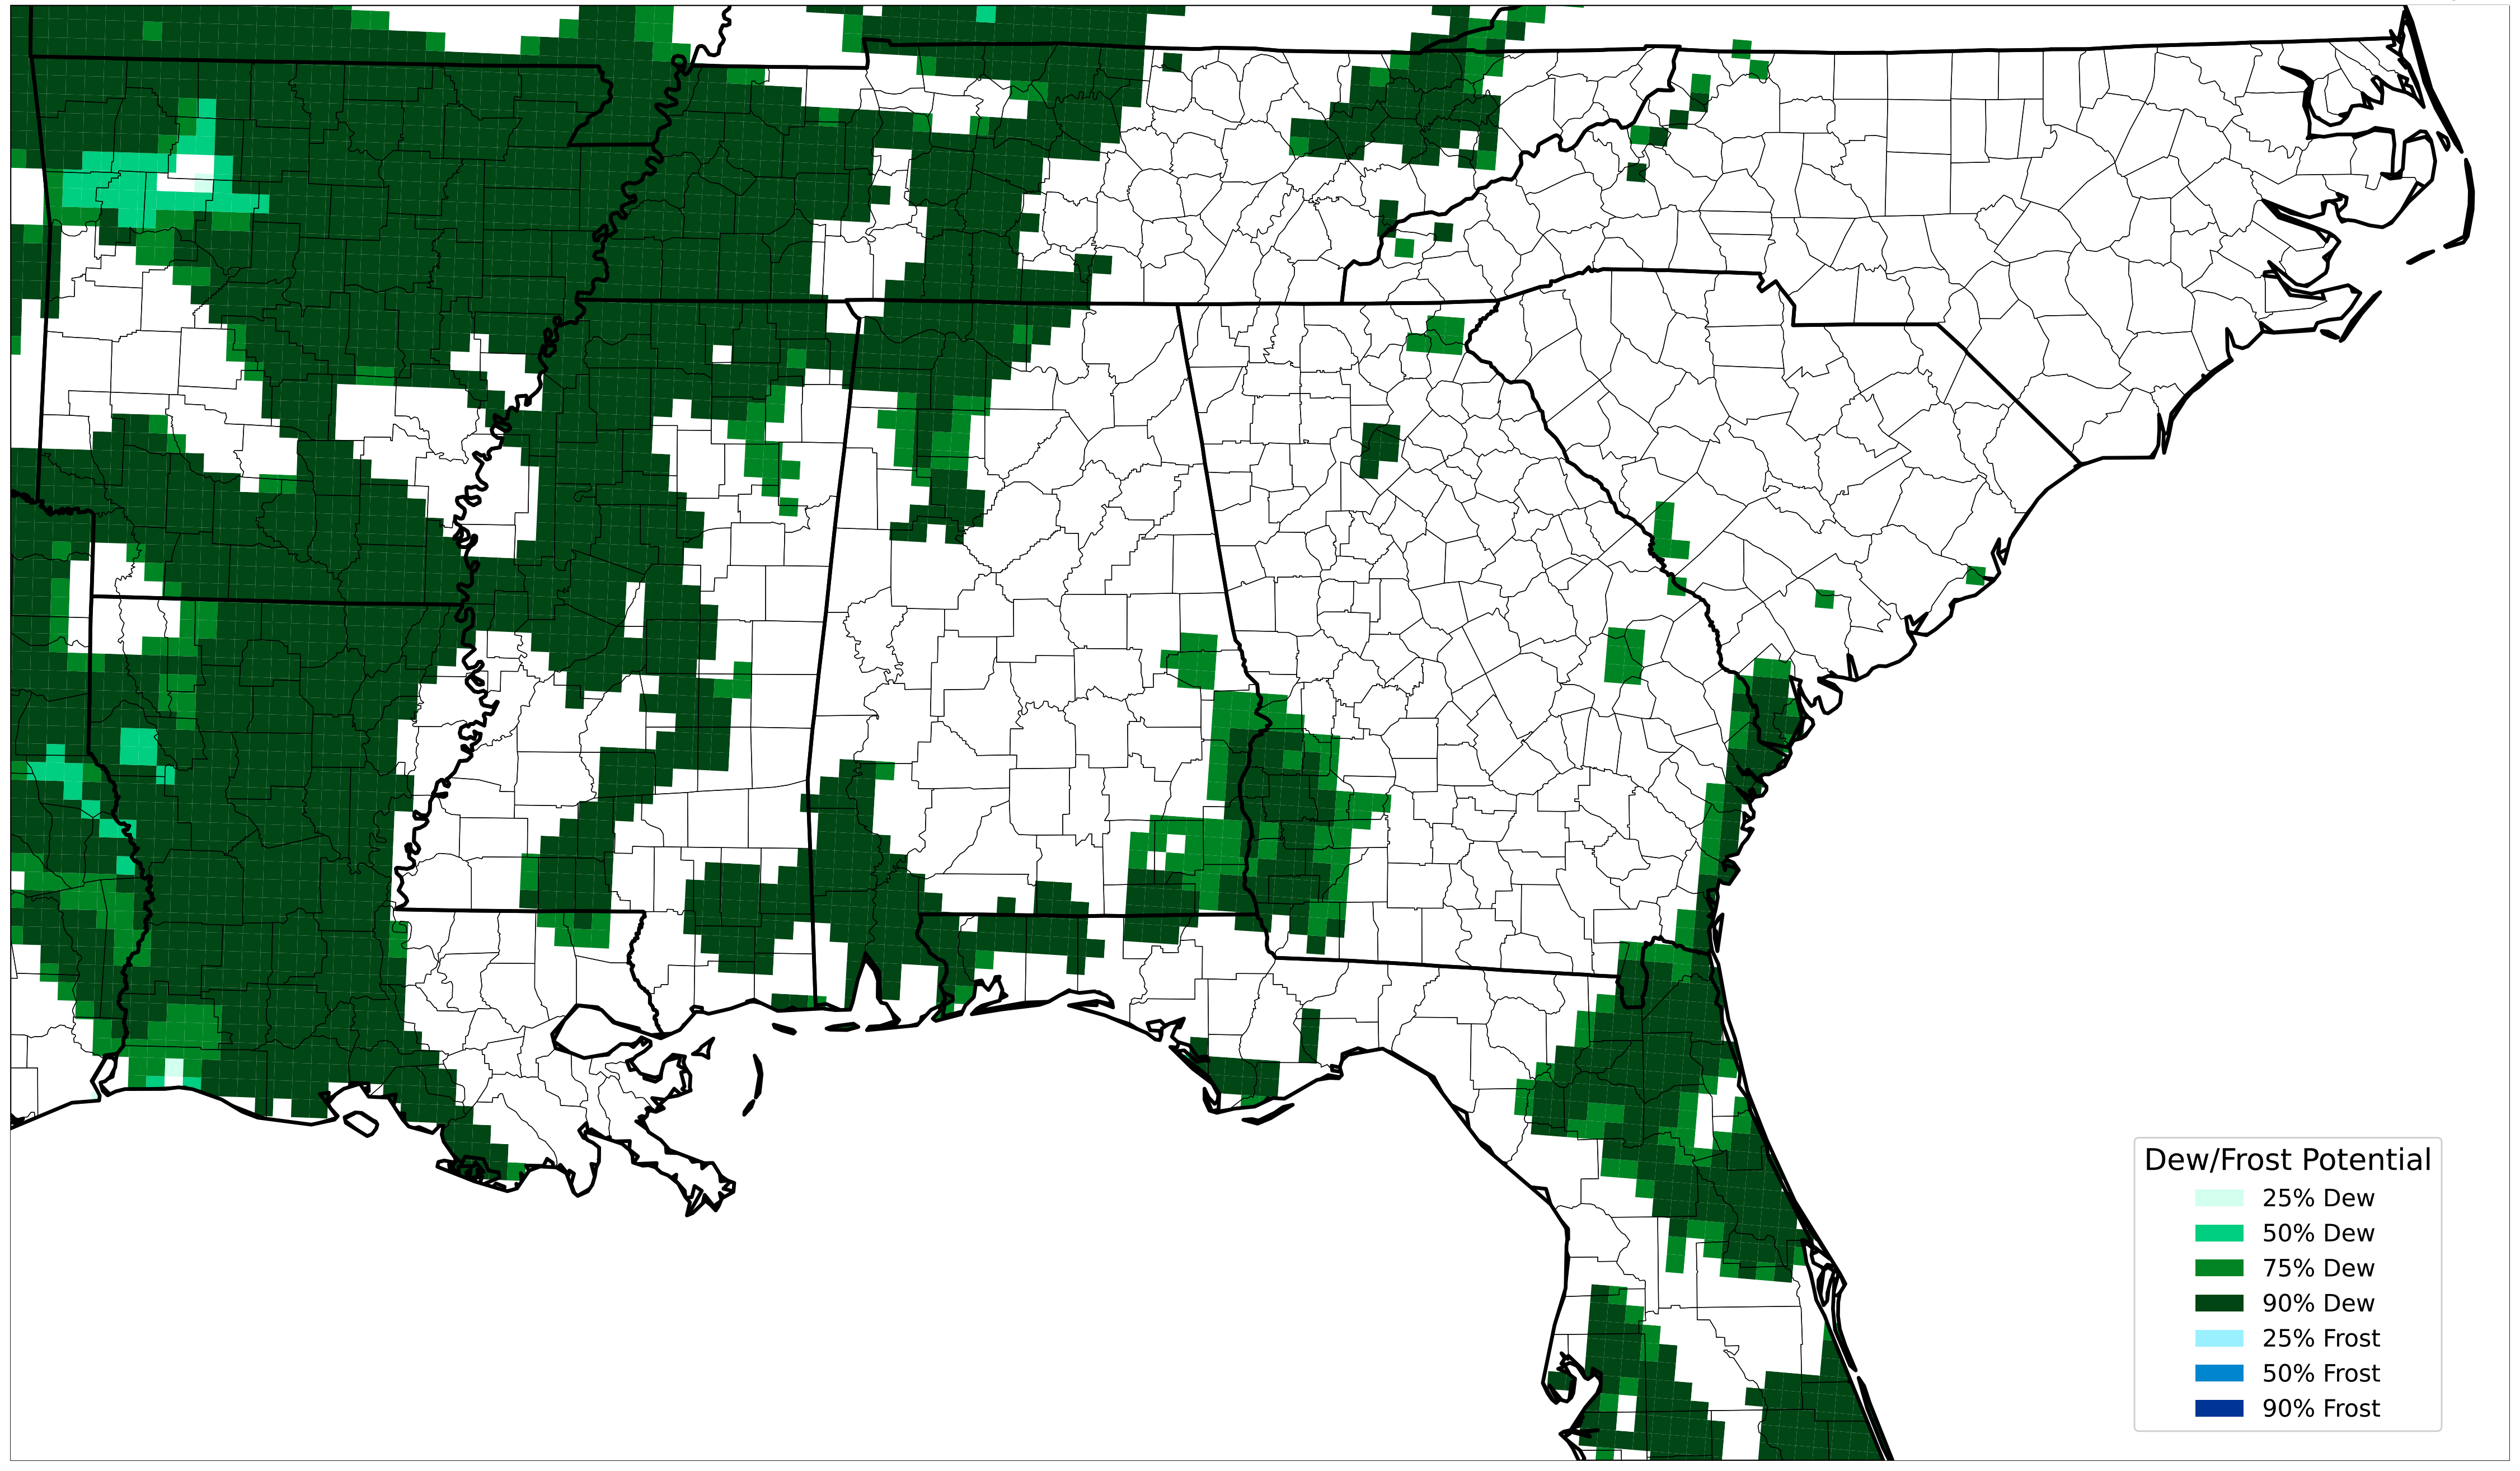 Dew/Frost Potential
25% Dew
50% Dew
75% Dew
90% Dew
25% Frost
50% Frost
90% Frost